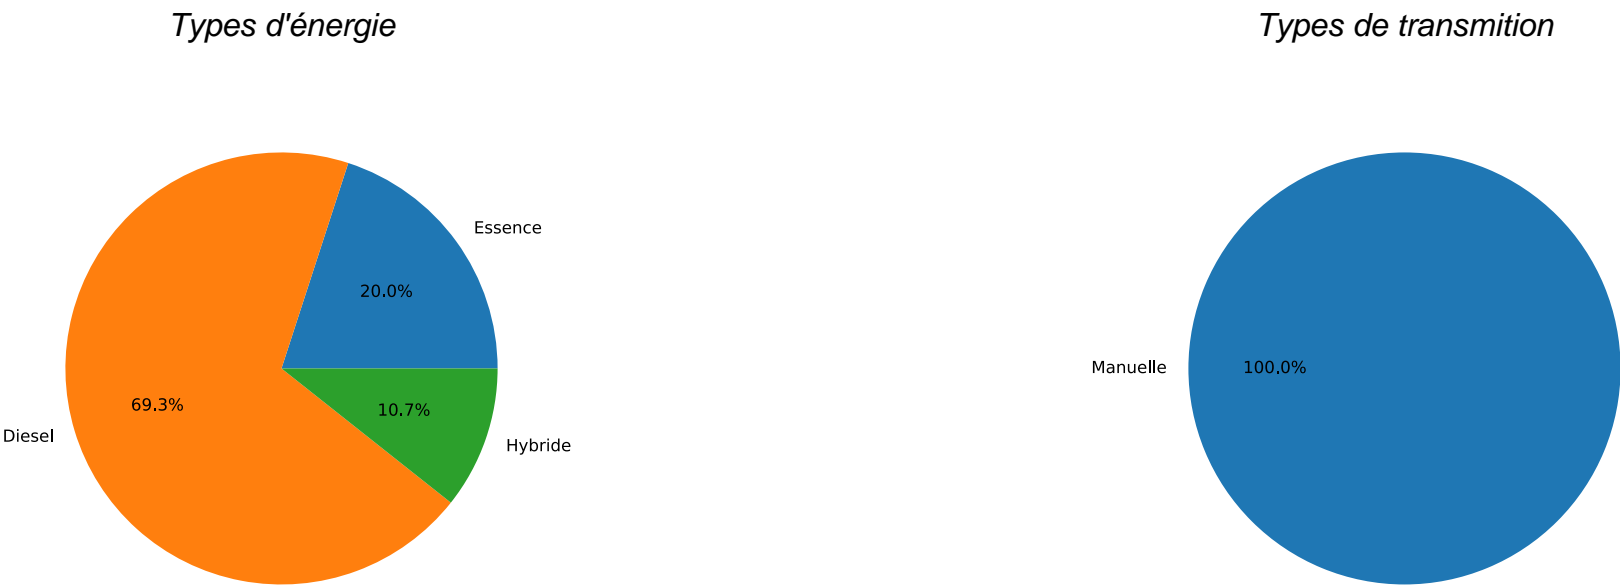 Types d'énergie
Types de transmition
Essence
20.0%
69.3%
10.7%
Diesel
Hybride
Manuelle
100.0%